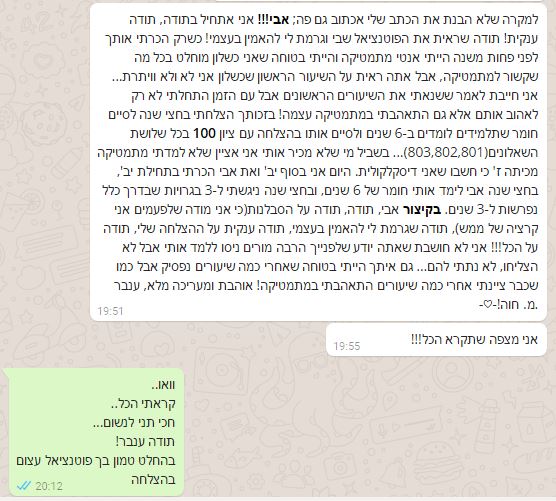 למקרה שלא הבנת את הכתב שלי אכתוב גם פה; אבי!!! אני אתחיל בתודה, תודה
ענקית! תודה שראית את הפוטנציאל שבי וגרמת לי להאמין בעצמי! כשרק הכרתי אותך
לפני פחות משנה הייתי אנטי מתמטיקה והייתי בטוחה שאני כשלון מוחלט בכל מה
שקשור למתמטיקה, אבל אתה ראית על השיעור הראשון שכשלון אני לא ולא וויתרת...
אני חייבת לאמר ששנאתי את השיעורים הראשונים אבל עם הזמן התחלתי לא רק
לאהוב אותם אלא גם התאהבתי במתמטיקה עצמה! בזכותך הצלחתי בחצי שנה לסיים
חומר שתלמידים לומדים ב-6 שנים ולסיים אותו בהצלחה עם ציון 100 בכל שלושת
השאלונים(803,802,801)... בשביל מי שלא מכיר אותי אני אציין שלא למדתי מתמטיקה
מכיתה ז' כי חשבו שאני דיסקלקולית. היום אני בסוף יב' ואת אבי הכרתי בתחילת יב',
בחצי שנה אבי לימד אותי חומר של 6 שנים, ובחצי שנה ניגשתי ל-3 בגרויות שבדרך כלל
נפרשות ל-3 שנים. בקיצור אבי, תודה, תודה על הסבלנות(כי אני מודה שלפעמים אני
קרציה של ממש), תודה שגרמת לי להאמין בעצמי, תודה ענקית על ההצלחה שלי, תודה
על הכל!!! אני לא חושבת שאתה יודע שלפנייך הרבה מורים ניסו ללמד אותי אבל לא
הצליחו, לא נתתי להם... גם איתך הייתי בטוחה שאחרי כמה שיעורים נפסיק אבל כמו
שכבר ציינתי אחרי כמה שיעורים התאהבתי במתמטיקה! אוהבת ומעריכה מלא, ענבר
.מ. חוה!-♡-
19:51
אני מצפה שתקרא הכל!!!
19:55
וואו..
קראתי הכל..
חכי תני לנשום...
תודה ענבר!
בהחלט טמון בך פוטנציאל עצום
בהצלחה
20:12